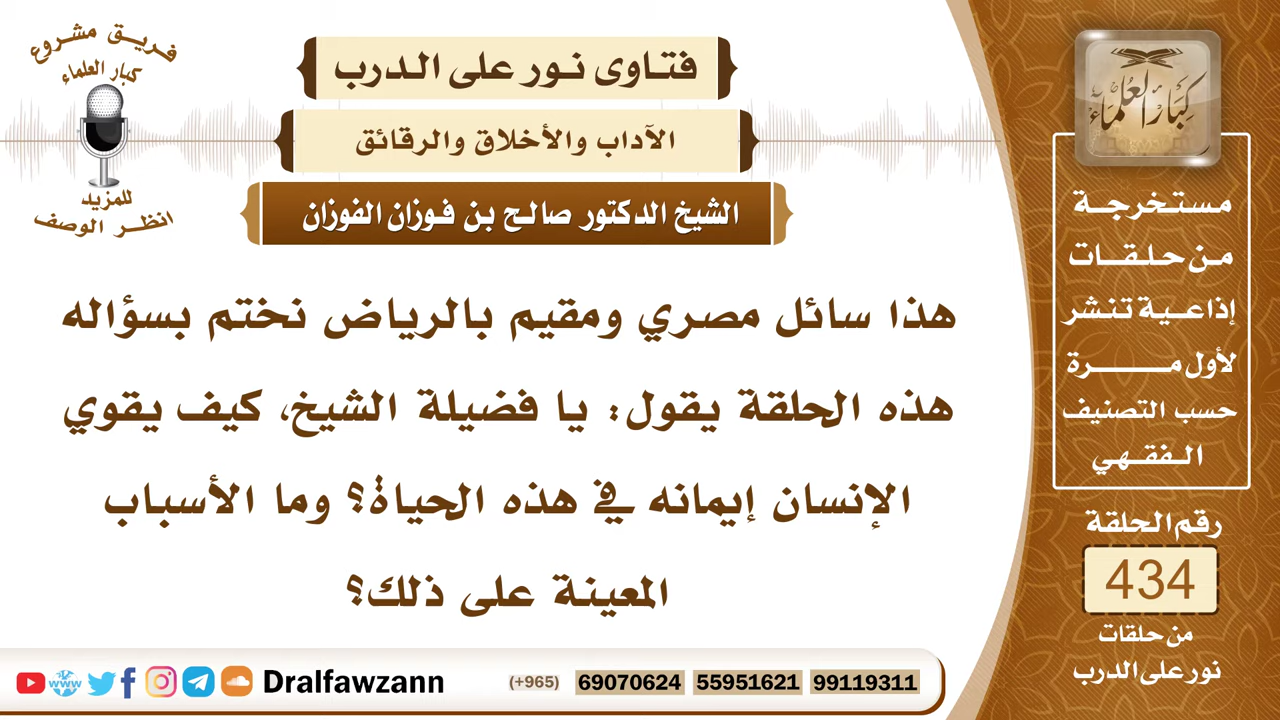 فريق مشروع
كبار العلماء
للمزيد
انظر الوصف
فتاوى نور على الدرب
الآداب والأخلاق والرقائق
الشيخ الدكتور صالح بن فوزان الفوزان
هذا سائل مصري ومقيم بالرياض نختم بسؤاله
هذه الحلقة يقول: يا فضيلة الشيخ، كيف يقوي
الإنسان إيمانه في هذه الحياة؟ وما الأسباب
المعينة على ذلك؟
كبار العلماء
مستخرجة
من حلقات
إذاعية تنشر
لأول مرة
حسب التصنيف
الفقهي
رقم الحلقة
434
من حلقات
نور على الدرب
www Dralfawzann (+965) 69070624 55951621 99119311